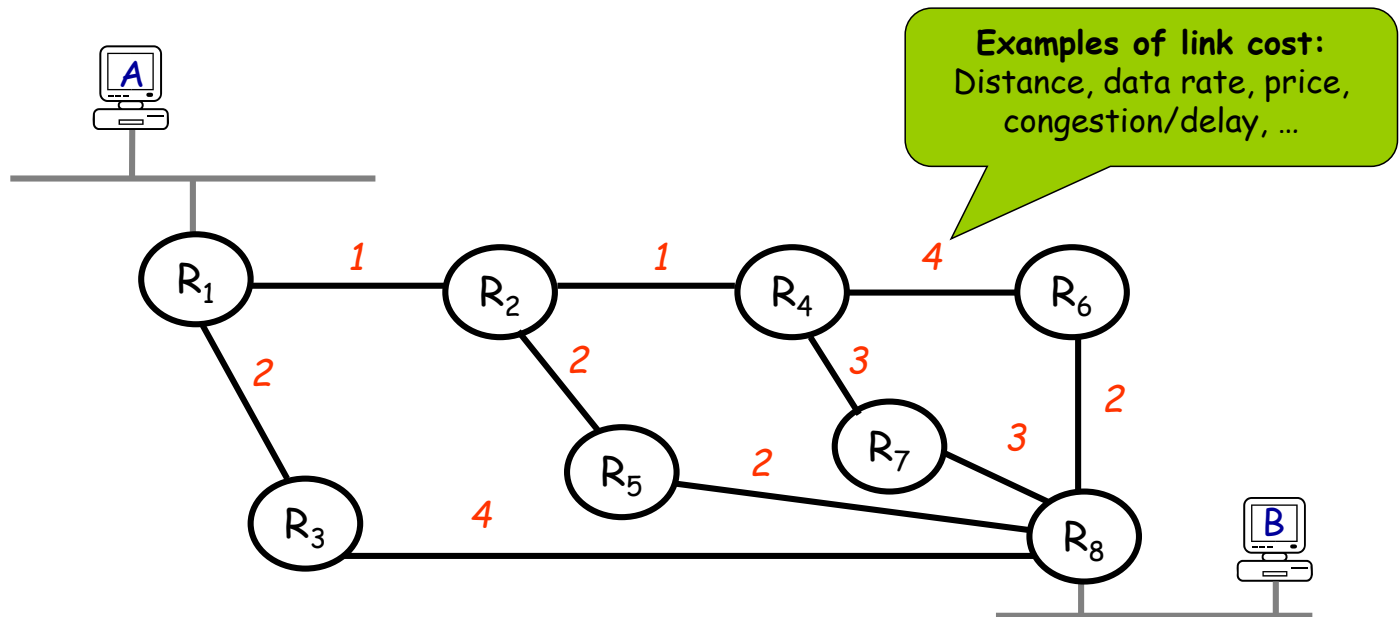 A
Examples of link cost:
Distance, data rate, price,
congestion/delay, …
1
1
4
R₁
R₂
R₄
R₆
2
2
3
2
R₇
3
R₅
2
R₃
4
R₈
B